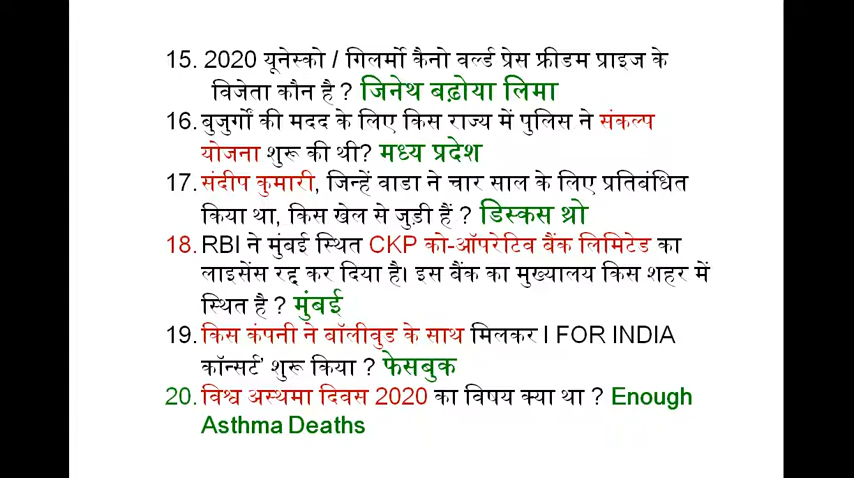 15. 2020 यूनेस्को / गिलर्मो कैनो वर्ल्ड प्रेस फ्रीडम प्राइज के
विजेता कौन है ? जिनेथ बढ़ोया लिमा
16. बुजुर्गों की मदद के लिए किस राज्य में पुलिस ने संकल्प
योजना शुरू की थी? मध्य प्रदेश
17. संदीप कुमारी, जिन्हें वाडा ने चार साल के लिए प्रतिबंधित
किया था, किस खेल से जुड़ी हैं ? डिस्कस थ्रो
18. RBI ने मुंबई स्थित CKP को-ऑपरेटिव बैंक लिमिटेड का
लाइसेंस रद्द कर दिया है। इस बैंक का मुख्यालय किस शहर में
स्थित है ? मुंबई
19. किस कंपनी ने बॉलीवुड के साथ मिलकर I FOR INDIA
कॉन्सर्ट' शुरू किया ? फेसबुक
20. विश्व अस्थमा दिवस 2020 का विषय क्या था ? Enough
Asthma Deaths